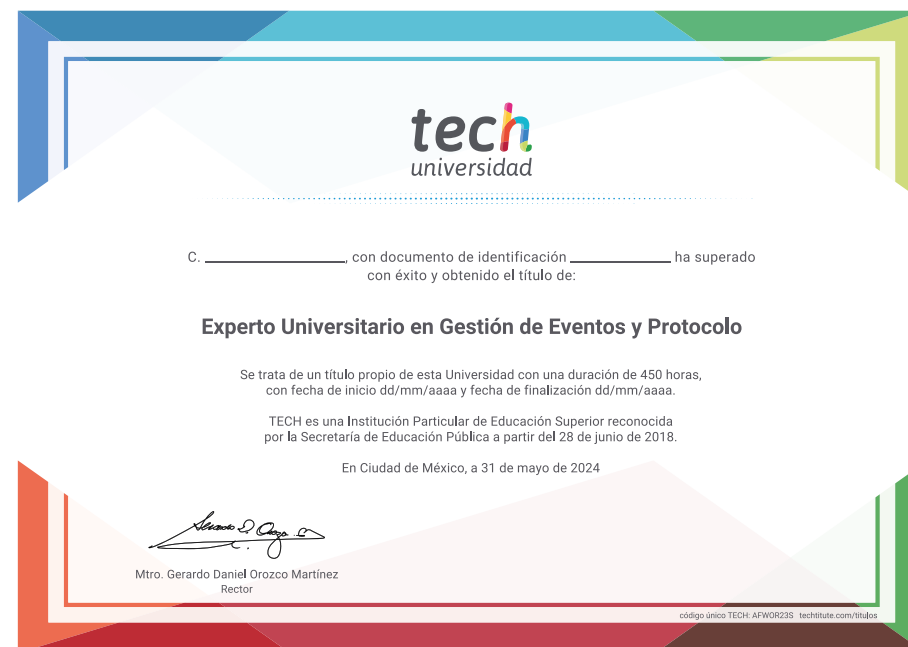 tech
universidad
C. ____________, con documento de identificación ____________ ha superado
con éxito y obtenido el título de:
Experto Universitario en Gestión de Eventos y Protocolo
Se trata de un título propio de esta Universidad con una duración de 450 horas,
con fecha de inicio dd/mm/aaaa y fecha de finalización dd/mm/aaaa.
TECH es una Institución Particular de Educación Superior reconocida
por la Secretaría de Educación Pública a partir del 28 de junio de 2018.
En Ciudad de México, a 31 de mayo de 2024
Mtro. Gerardo Daniel Orozco Martínez
Rector
código único TECH: AFWOR23S techtitute.com/titulos